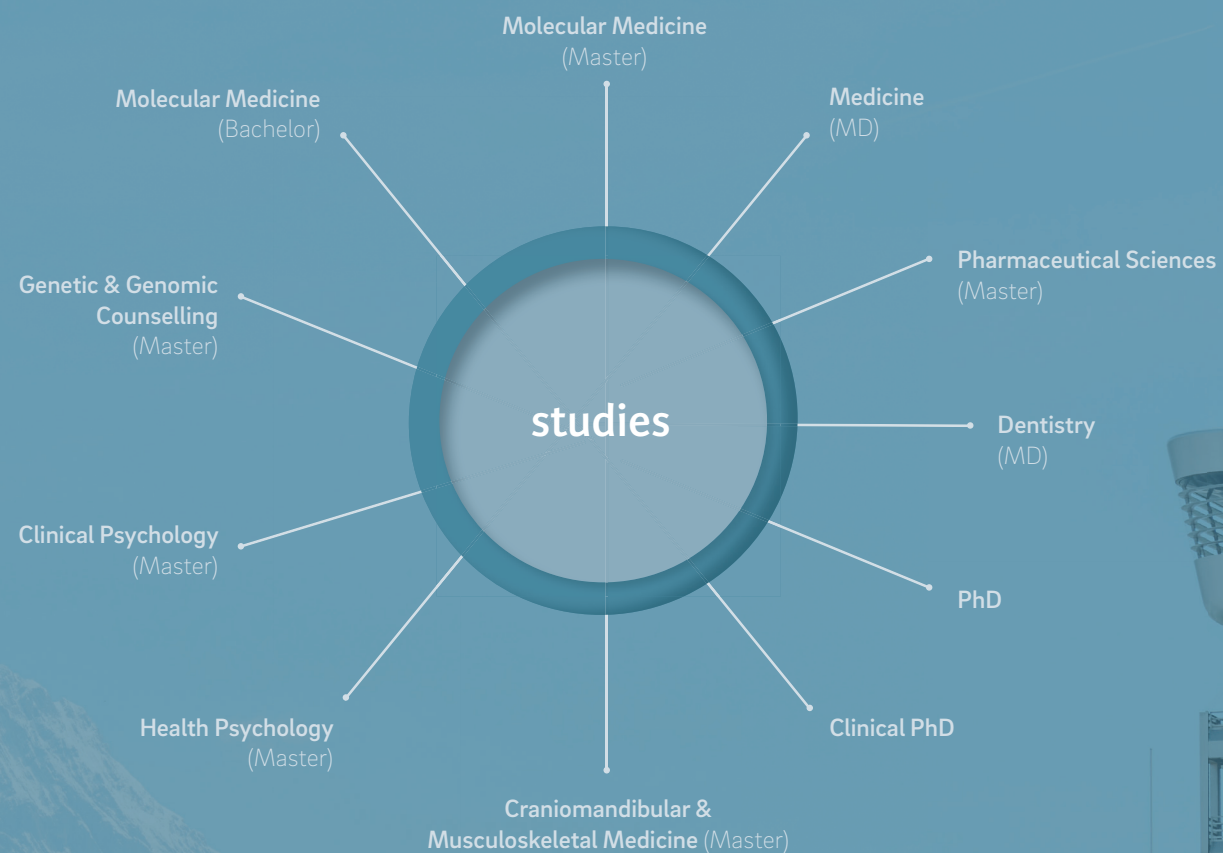 Molecular Medicine
(Master)
Medicine
(MD)
Pharmaceutical Sciences
(Master)
Dentistry
(MD)
PhD
Clinical PhD
Craniomandibular &
Musculoskeletal Medicine (Master)
Health Psychology
(Master)
Clinical Psychology
(Master)
Genetic & Genomic
Counselling
(Master)
Molecular Medicine
(Bachelor)
studies